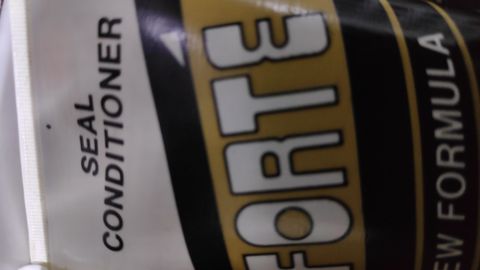 SEAL
CONDITIONER
FORTE
EW FORMULA